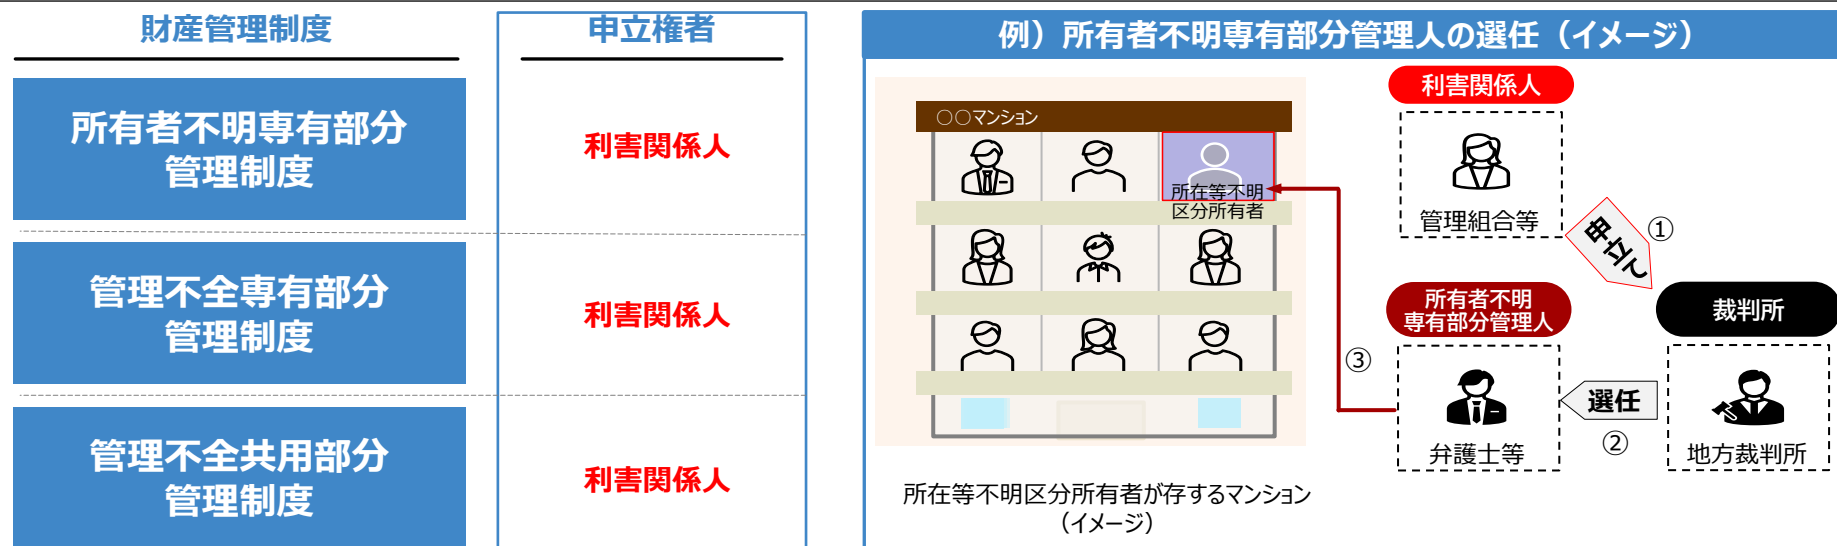 財産管理制度
申立権者
所有者不明専有部分
管理制度
利害関係人
管理不全専有部分
管理制度
利害関係人
管理不全共用部分
管理制度
利害関係人
例）所有者不明専有部分管理人の選任（イメージ）
○○マンション
所在等不明
区分所有者
所在等不明区分所有者が存するマンション
（イメージ）
利害関係人
管理組合等
申立て
①
所有者不明
専有部分管理人
弁護士等
裁判所
地方裁判所
選任
②
③